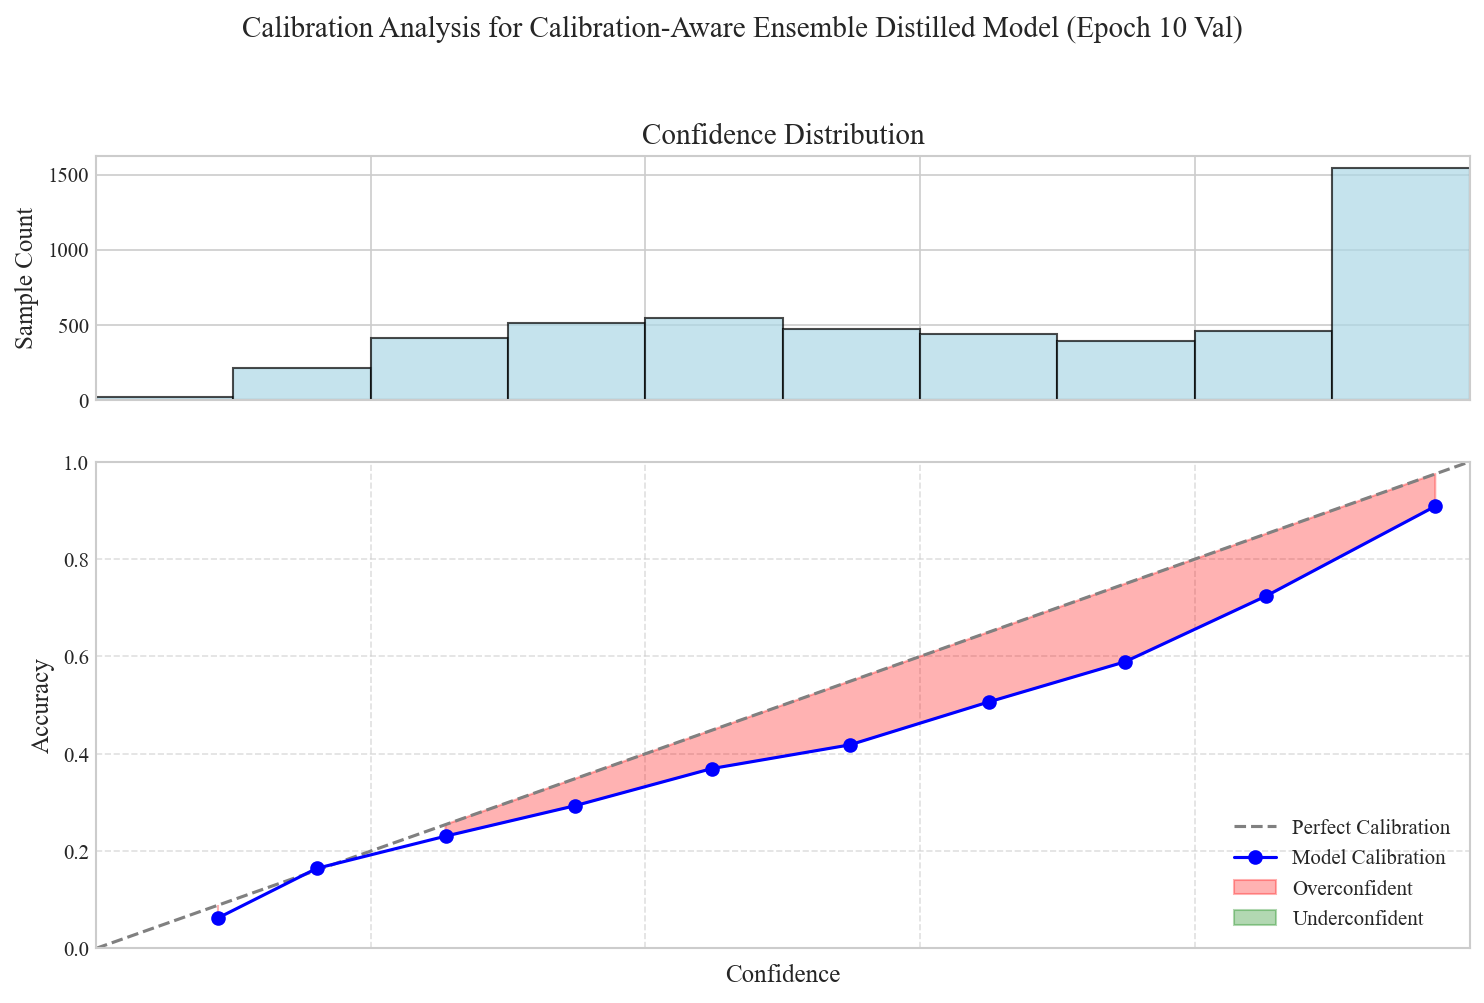 Calibration Analysis for Calibration-Aware Ensemble Distilled Model (Epoch 10 Val)
Confidence Distribution
Sample Count
1500
1000
500
0
Accuracy
1.0
0.8
0.6
0.4
0.2
0.0
Perfect Calibration
Model Calibration
Overconfident
Underconfident
Confidence